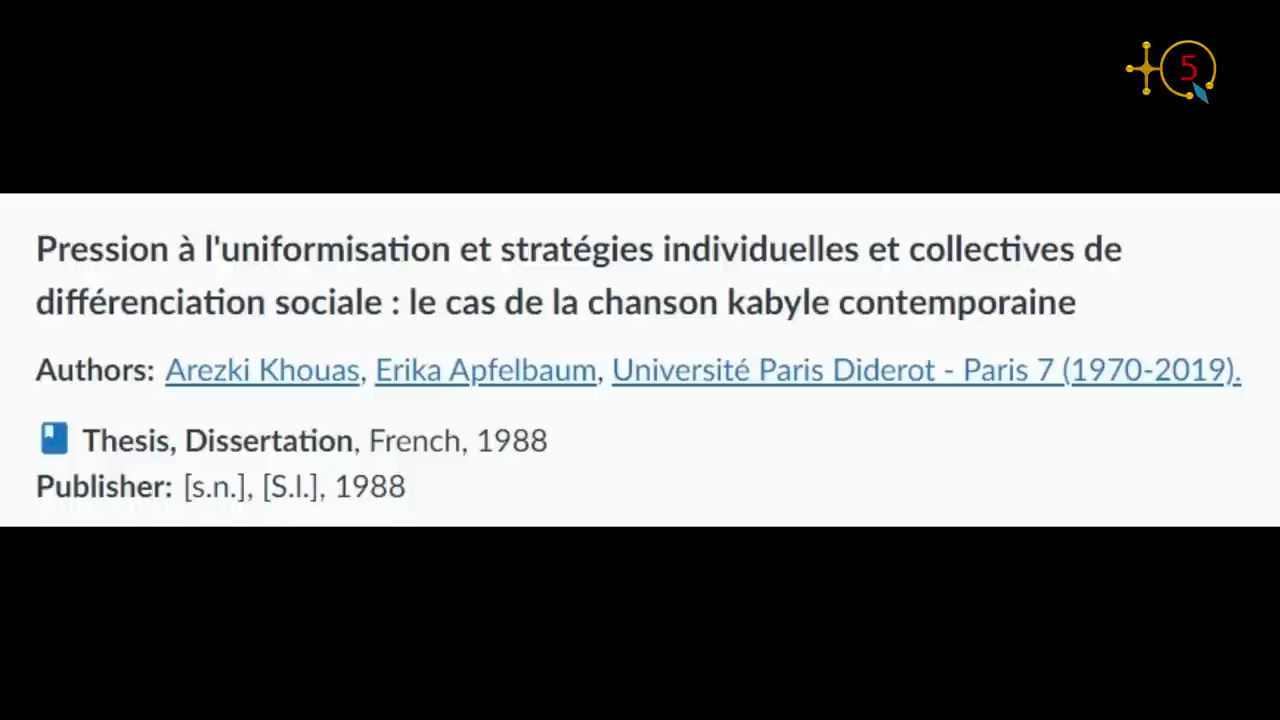 5
Pression à l'uniformisation et stratégies individuelles et collectives de
différenciation sociale : le cas de la chanson kabyle contemporaine
Authors: Arezki Khouas, Erika Apfelbaum, Université Paris Diderot - Paris 7 (1970-2019).
Thesis, Dissertation, French, 1988
Publisher: [s.n.], [S.l.], 1988